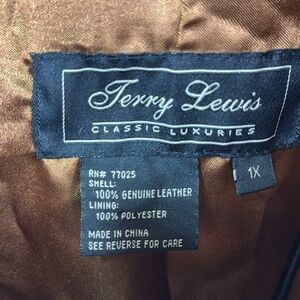 Terry Lewis
CLASSIC LUXURIES
1X
RN# 77025
SHELL:
100% GENUINE LEATHER
LINING:
100% POLYESTER
MADE IN CHINA
SEE REVERSE FOR CARE